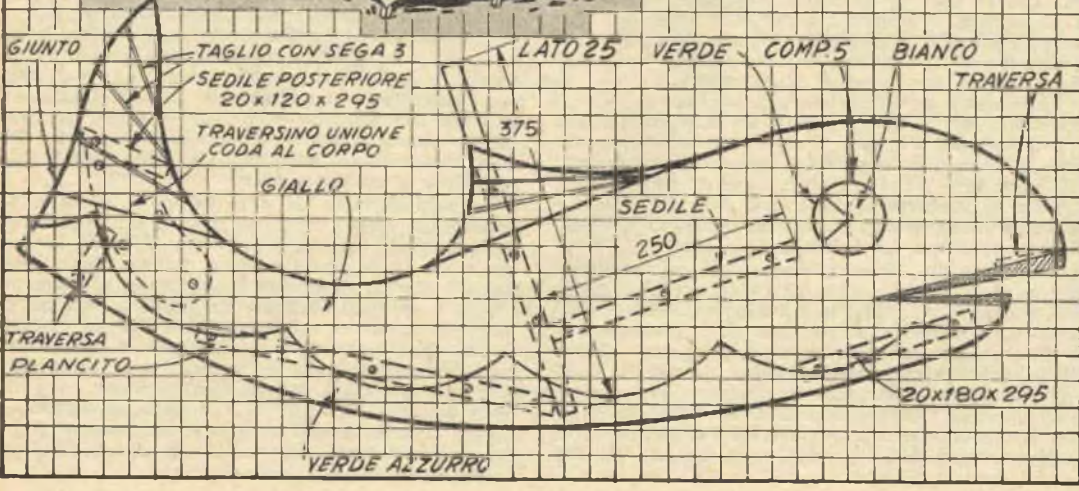 GIUNTO
TAGLIO CON SEGA 3
SEDILE POSTERIORE
20x120x295
TRAVERSINO UNIONE
CODA AL CORPO
LATO 25
VERDE
COMP. 5
BIANCO
TRAVERSA
375
GIALLO
SEDILE
250
TRAVERSA
PLANCITO
20x180x295
VERDE AZZURRO